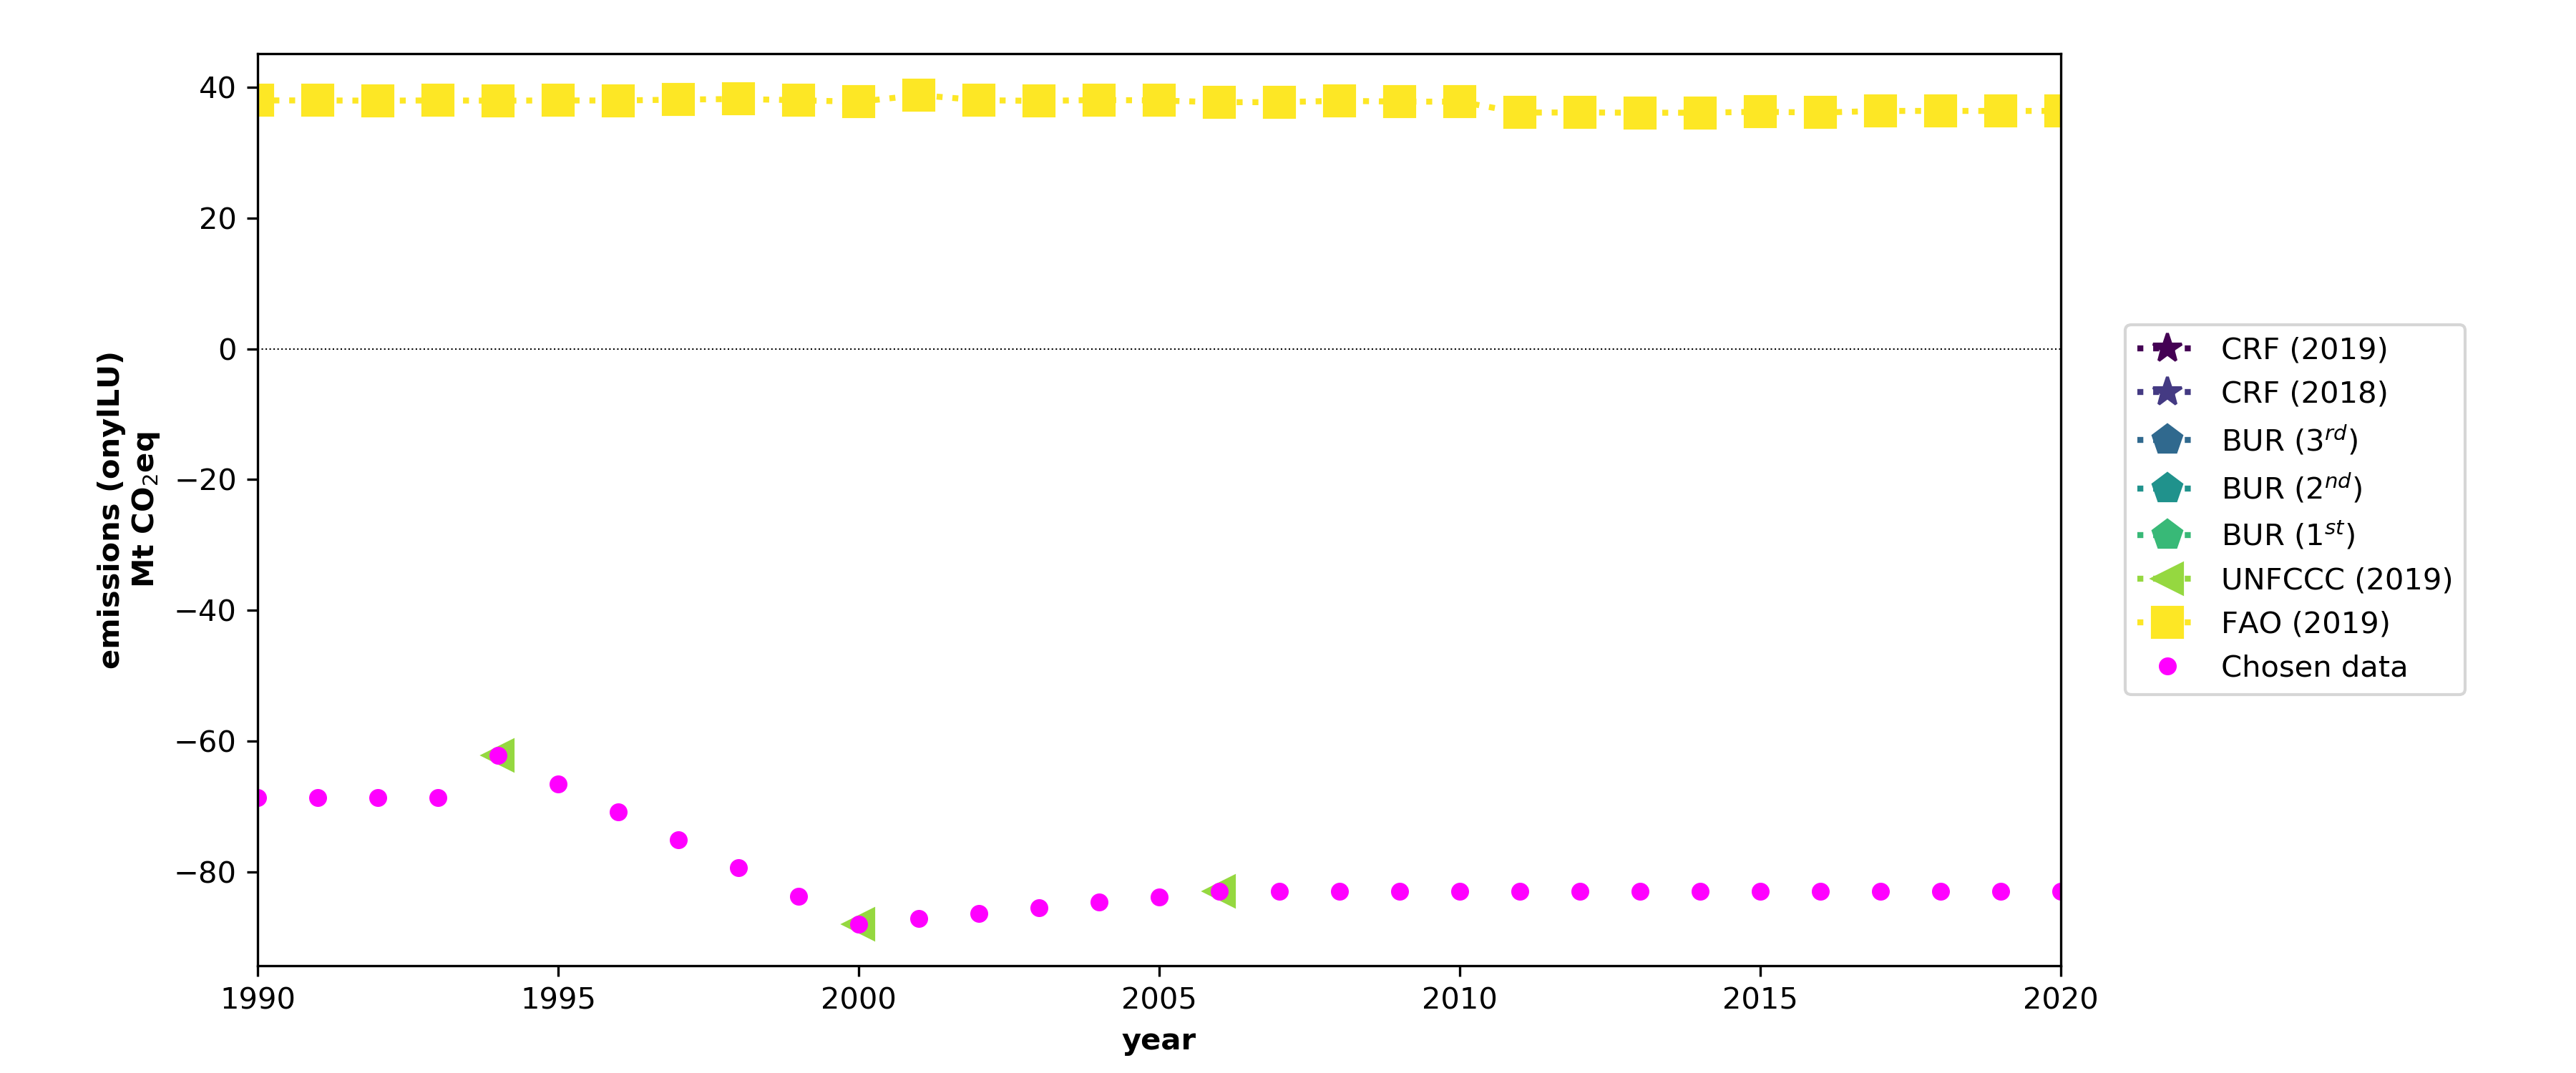 emissions (onylLU)
Mt CO₂eq
40
20
0
−20
−40
−60
−80
1990 1995 2000 2005 2010 2015 2020
year
CRF (2019)
CRF (2018)
BUR (3ʳᵈ)
BUR (2ⁿᵈ)
BUR (1ˢᵗ)
UNFCCC (2019)
FAO (2019)
Chosen data